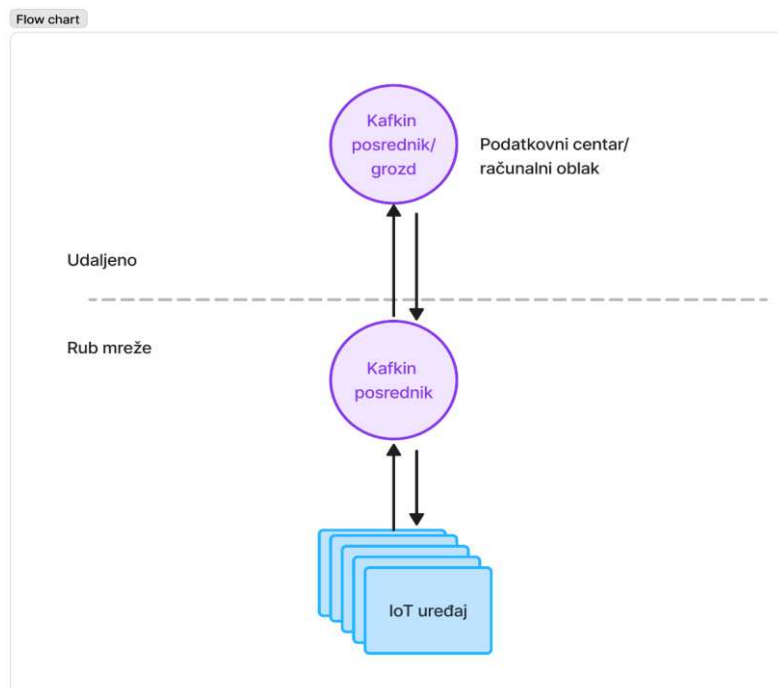 Flow chart
Kafkin
posrednik/
grozd
Podatkovni centar/
računalni oblak
Udaljeno
Rub mreže
Kafkin
posrednik
IoT uređaj